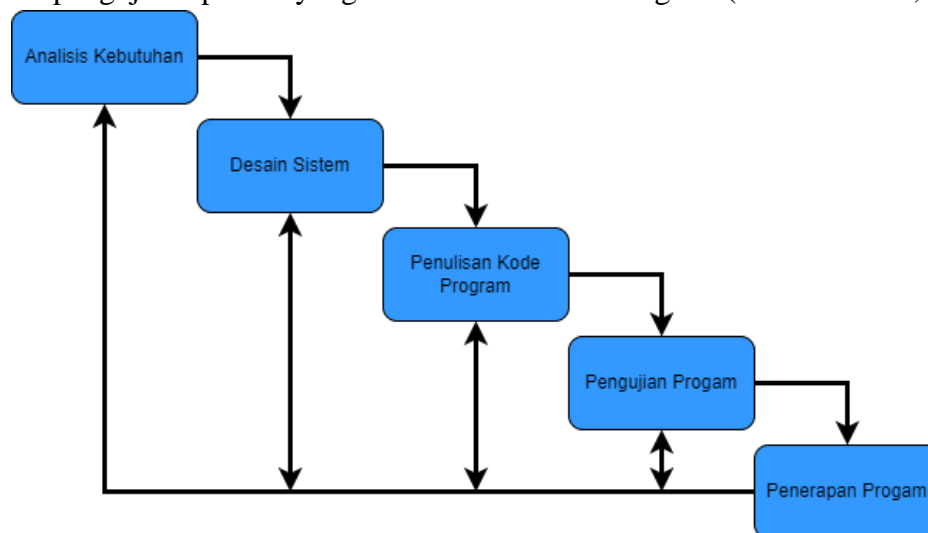 Analisis Kebutuhan
Desain Sistem
Penulisan Kode
Program
Pengujian Progam
Penerapan Progam